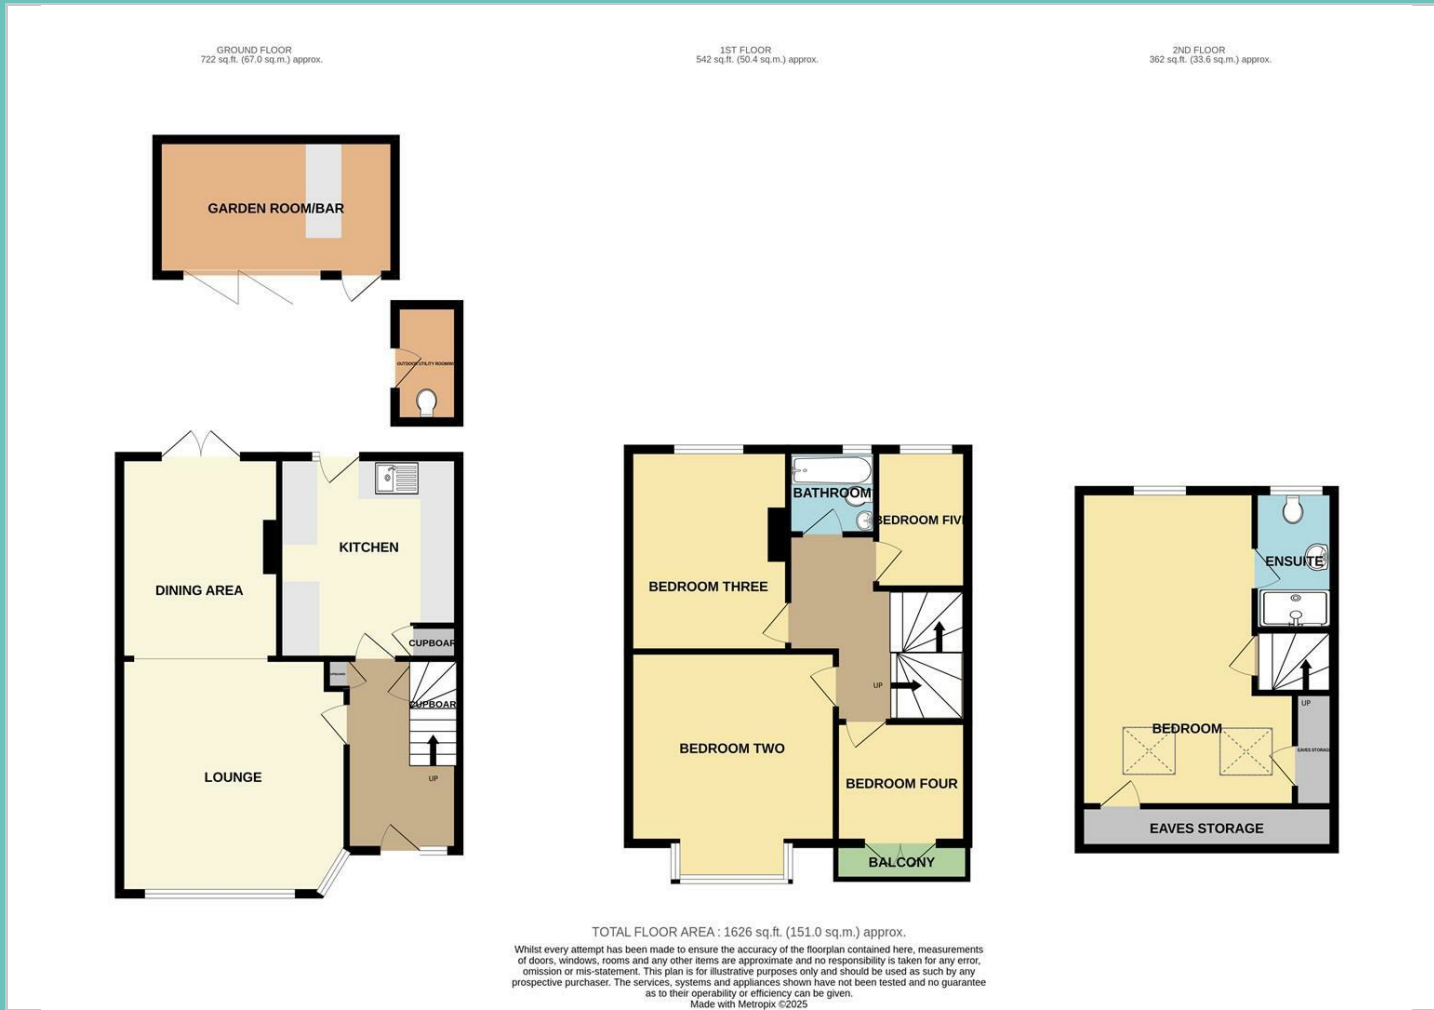 GROUND FLOOR
722 sq.ft. (67.0 sq.m.) approx.
1ST FLOOR
542 sq.ft. (50.4 sq.m.) approx.
2ND FLOOR
362 sq.ft. (33.6 sq.m.) approx.
GARDEN ROOM/BAR
OUTDOOR UTILITY
KITCHEN
DINING AREA
CUPBOAR
CUPBOAR
LOUNGE
UP
BATHROOM
BEDROOM FIVE
BEDROOM THREE
UP
BEDROOM TWO
BEDROOM FOUR
BALCONY
ENSUITE
UP
BEDROOM
EAVES STORAGE
EAVES STORAGE
TOTAL FLOOR AREA : 1626 sq.ft. (151.0 sq.m.) approx.
Whilst every attempt has been made to ensure the accuracy of the floorplan contained here, measurements
of doors, windows, rooms and any other items are approximate and no responsibility is taken for any error,
omission or mis-statement. This plan is for illustrative purposes only and should be used as such by any
prospective purchaser. The services, systems and appliances shown have not been tested and no guarantee
as to their operability or efficiency can be given.
Made with Metropix ©2025